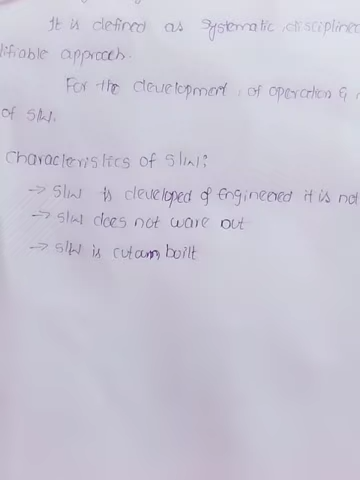 It is defined as systematic, disciplined
lifiable approach.
For the development, of operation &
of S/W.
Characteristics of S/W:
→ S/W is developed of Engineered it is not
→ S/W does not ware out
→ S/W is cutom built